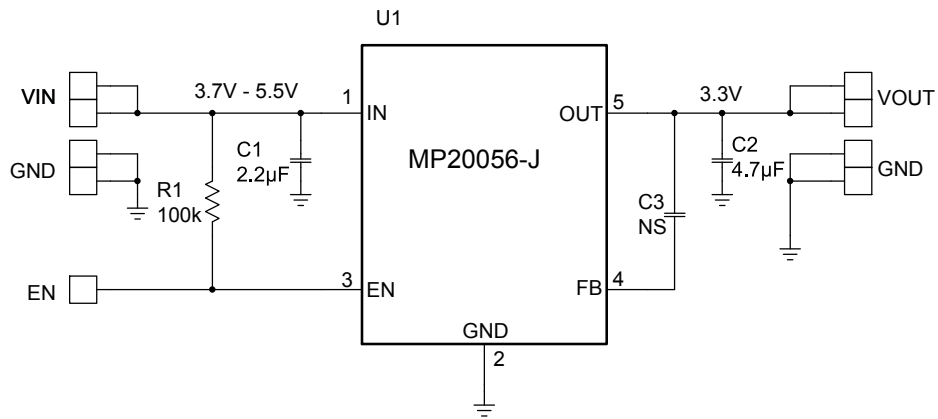 U1
VIN
3.7V - 5.5V
1
IN
OUT
5
3.3V
VOUT
GND
C1
2.2µF
MP20056-J
C2
4.7µF
GND
R1
100k
C3
NS
EN
3
EN
FB
4
GND
2